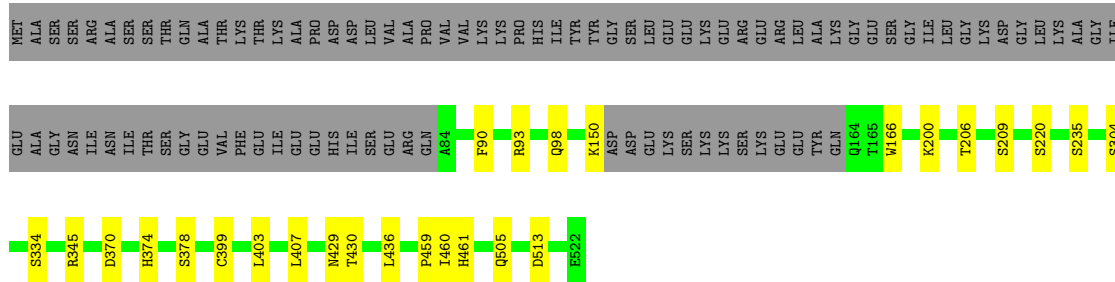 MET ALA SER SER ARG ALA SER SER THR GLN ALA THR LYS THR LYS ALA PRO ASP ASP LEU VAL ALA PRO VAL VAL LYS LYS PRO HIS ILE TYR TYR GLY SER LEU GLU GLU LYS GLU ARG GLU ARG LEU ALA LYS GLY GLU SER GLY ILE LEU GLY LYS ASP GLY LEU LYS ALA GLY ILE
GLU ALA GLY ASN ILE ASN ILE THR SER GLY GLU VAL PHE GLU ILE GLU GLU HIS ILE SER GLU ARG GLN A84 F90 R93 Q98 K150 ASP ASP GLU LYS SER LYS LYS SER LYS GLU GLU TYR GLN Q164 T165 W166 K200 T206 S209 S220 S235 S304
S334 R345 D370 H374 S378 C399 L403 L407 N429 T430 L436 P459 I460 H461 Q505 D513 E522